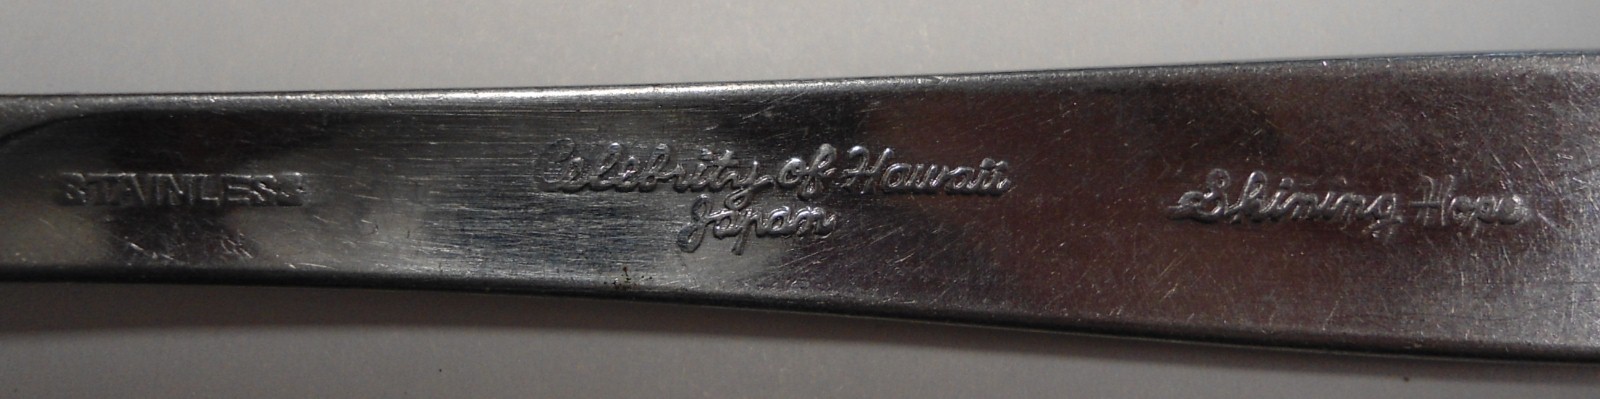 STAINLESS
Celebrity of Hawaii
Japan
Shining Hope